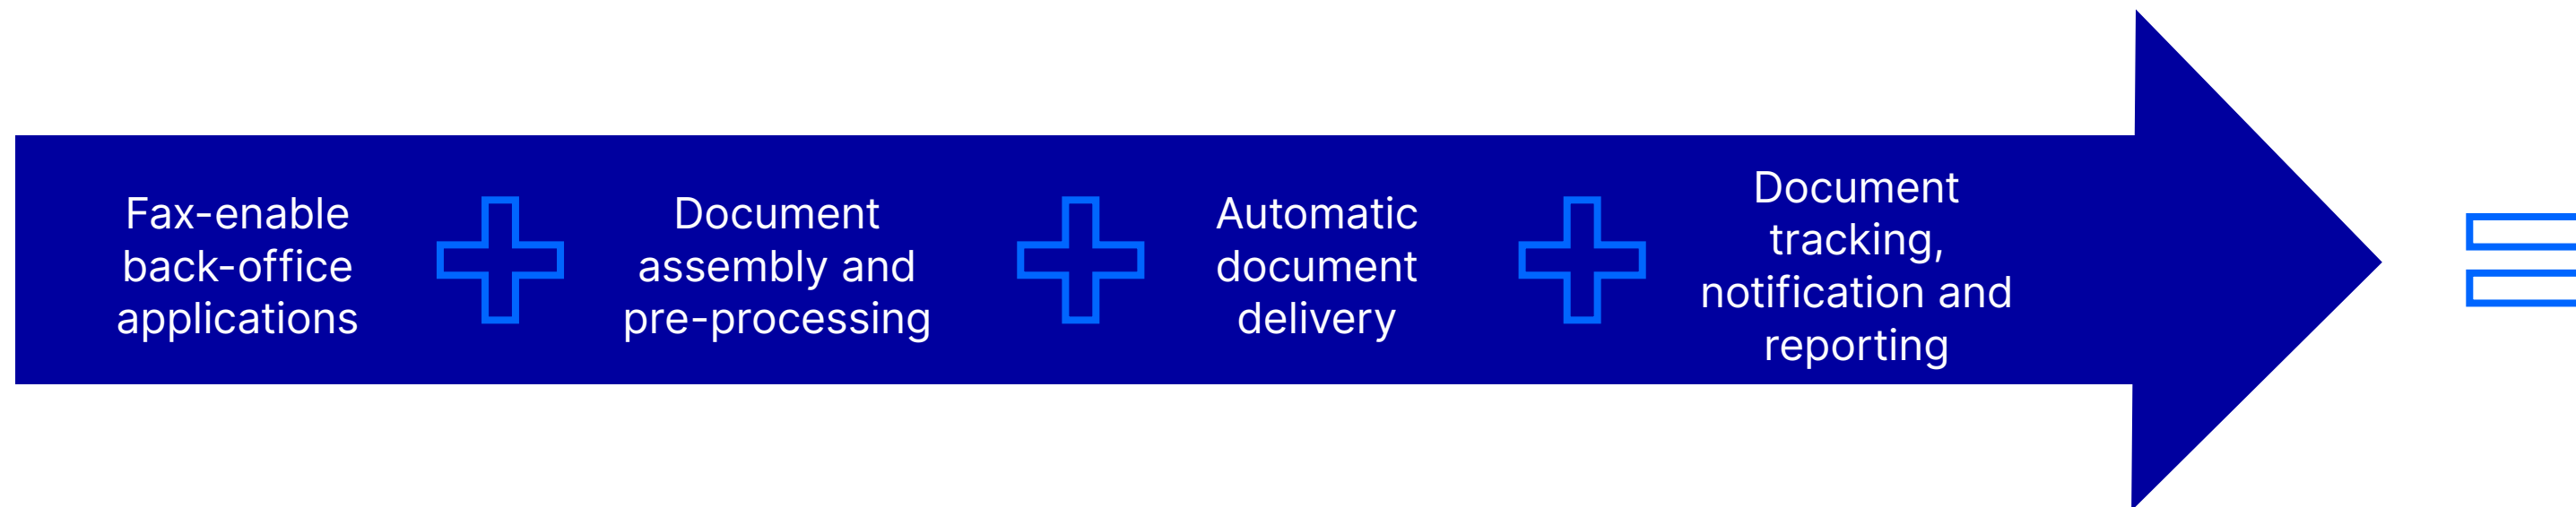 Fax-enable
back-office
applications
Document
assembly and
pre-processing
Automatic
document
delivery
Document
tracking,
notification and
reporting